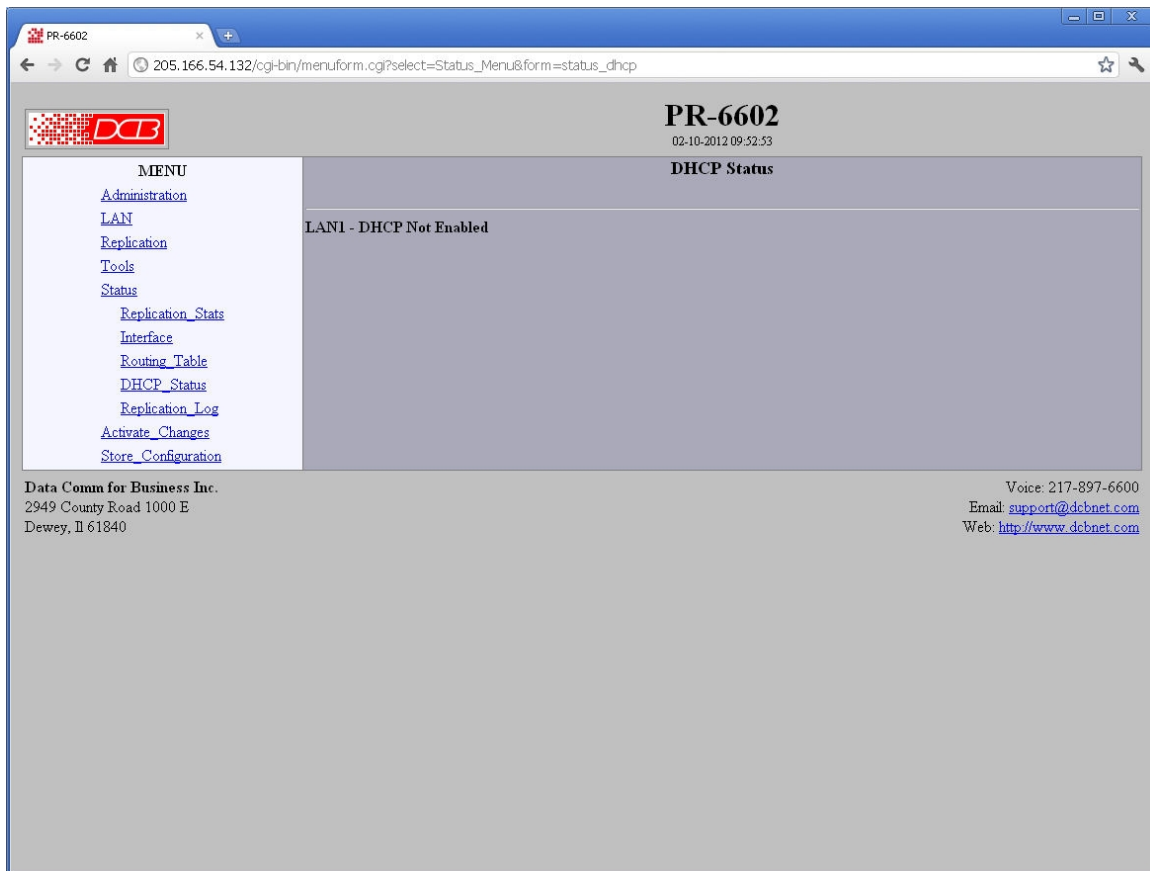 PR-6602
205.166.54.132/cgi-bin/menuform.cgi?select=Status_Menu&form=status_dhcp
DCB
PR-6602
02-10-2012 09:52:53
MENU
Administration
LAN
Replication
Tools
Status
Replication_Stats
Interface
Routing_Table
DHCP_Status
Replication_Log
Activate_Changes
Store_Configuration
DHCP Status
LAN1 - DHCP Not Enabled
Data Comm for Business Inc.
2949 County Road 1000 E
Dewey, Il 61840
Voice: 217-897-6600
Email: support@dcbnet.com
Web: http://www.dcbnet.com